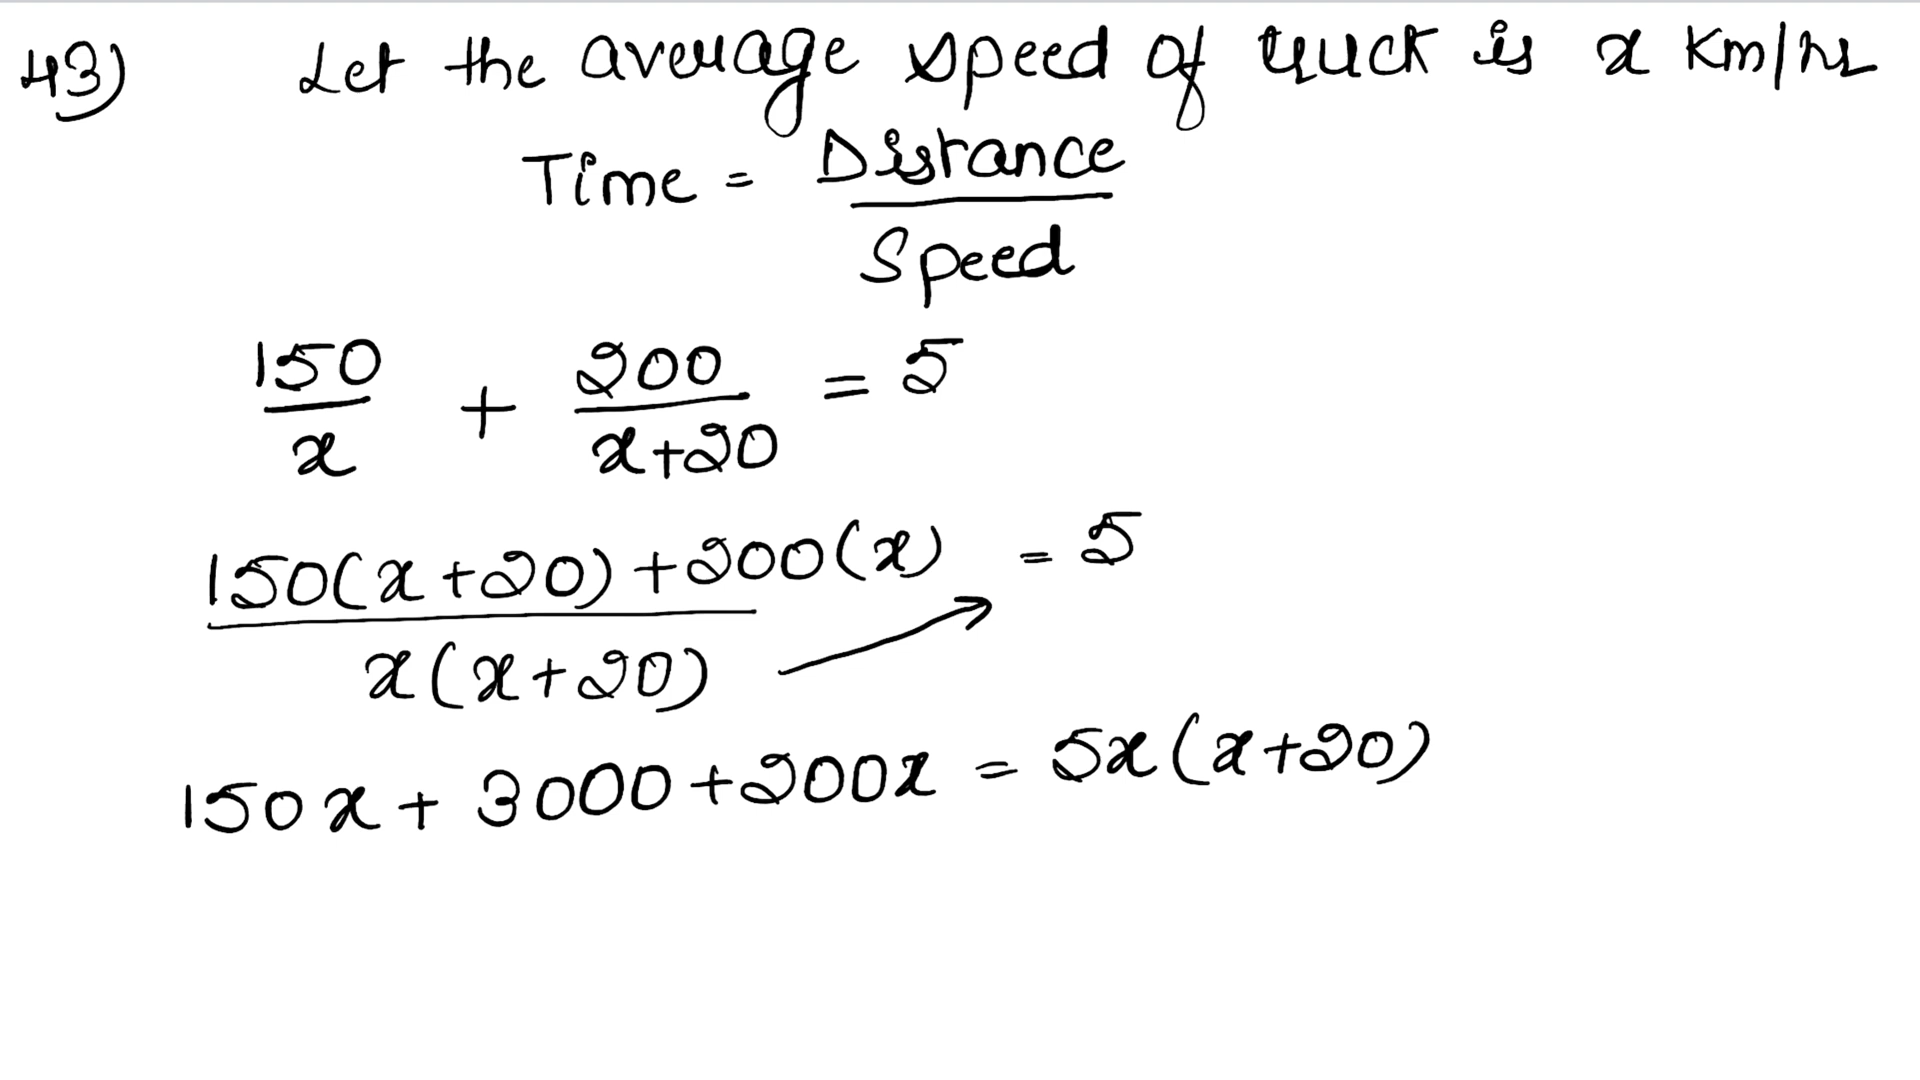 43) Let the average speed of truck is x Km/hr
Time = Distance / Speed
150/x + 200/x+20 = 5
150(x+20)+200(x) / x(x+20) = 5
150x + 3000 + 200x = 5x(x+20)